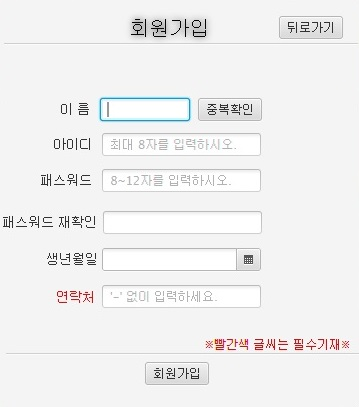 회원가입 뒤로가기
이 름 중복확인
아이디 최대 8자를 입력하시오.
패스워드 8~12자를 입력하시오.
패스워드 재확인
생년월일
연락처 '-' 없이 입력하세요.
※빨간색 글씨는 필수기재※
회원가입